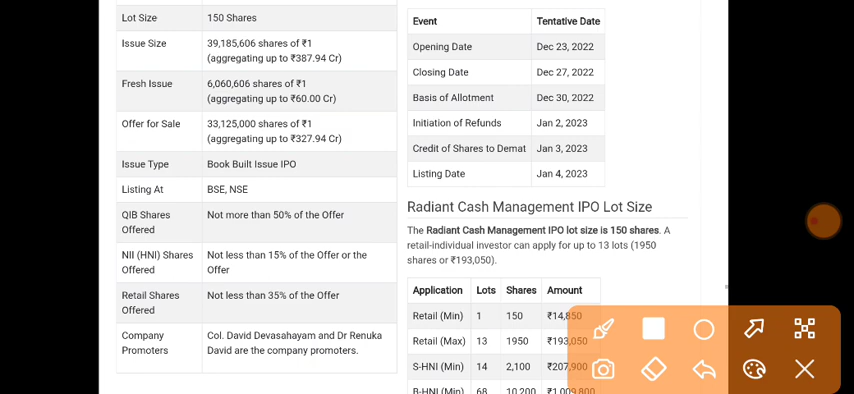 Lot Size 150 Shares
Issue Size 39,185,606 shares of ₹1
(aggregating up to ₹387.94 Cr)
Fresh Issue 6,060,606 shares of ₹1
(aggregating up to ₹60.00 Cr)
Offer for Sale 33,125,000 shares of ₹1
(aggregating up to ₹327.94 Cr)
Issue Type Book Built Issue IPO
Listing At BSE, NSE
QIB Shares Not more than 50% of the Offer
Offered
NII (HNI) Shares Not less than 15% of the Offer or the
Offered Offer
Retail Shares Not less than 35% of the Offer
Offered
Company Col. David Devasahayam and Dr Renuka
Promoters David are the company promoters.
Event Tentative Date
Opening Date Dec 23, 2022
Closing Date Dec 27, 2022
Basis of Allotment Dec 30, 2022
Initiation of Refunds Jan 2, 2023
Credit of Shares to Demat Jan 3, 2023
Listing Date Jan 4, 2023
Radiant Cash Management IPO Lot Size
The Radiant Cash Management IPO lot size is 150 shares. A
retail-individual investor can apply for up to 13 lots (1950
shares or ₹193,050).
Application Lots Shares Amount
Retail (Min) 1 150 ₹14,850
Retail (Max) 13 1950 ₹193,050
S-HNI (Min) 14 2,100 ₹207,900
B-HNI (Min) 68 10,200 ₹1,009,800